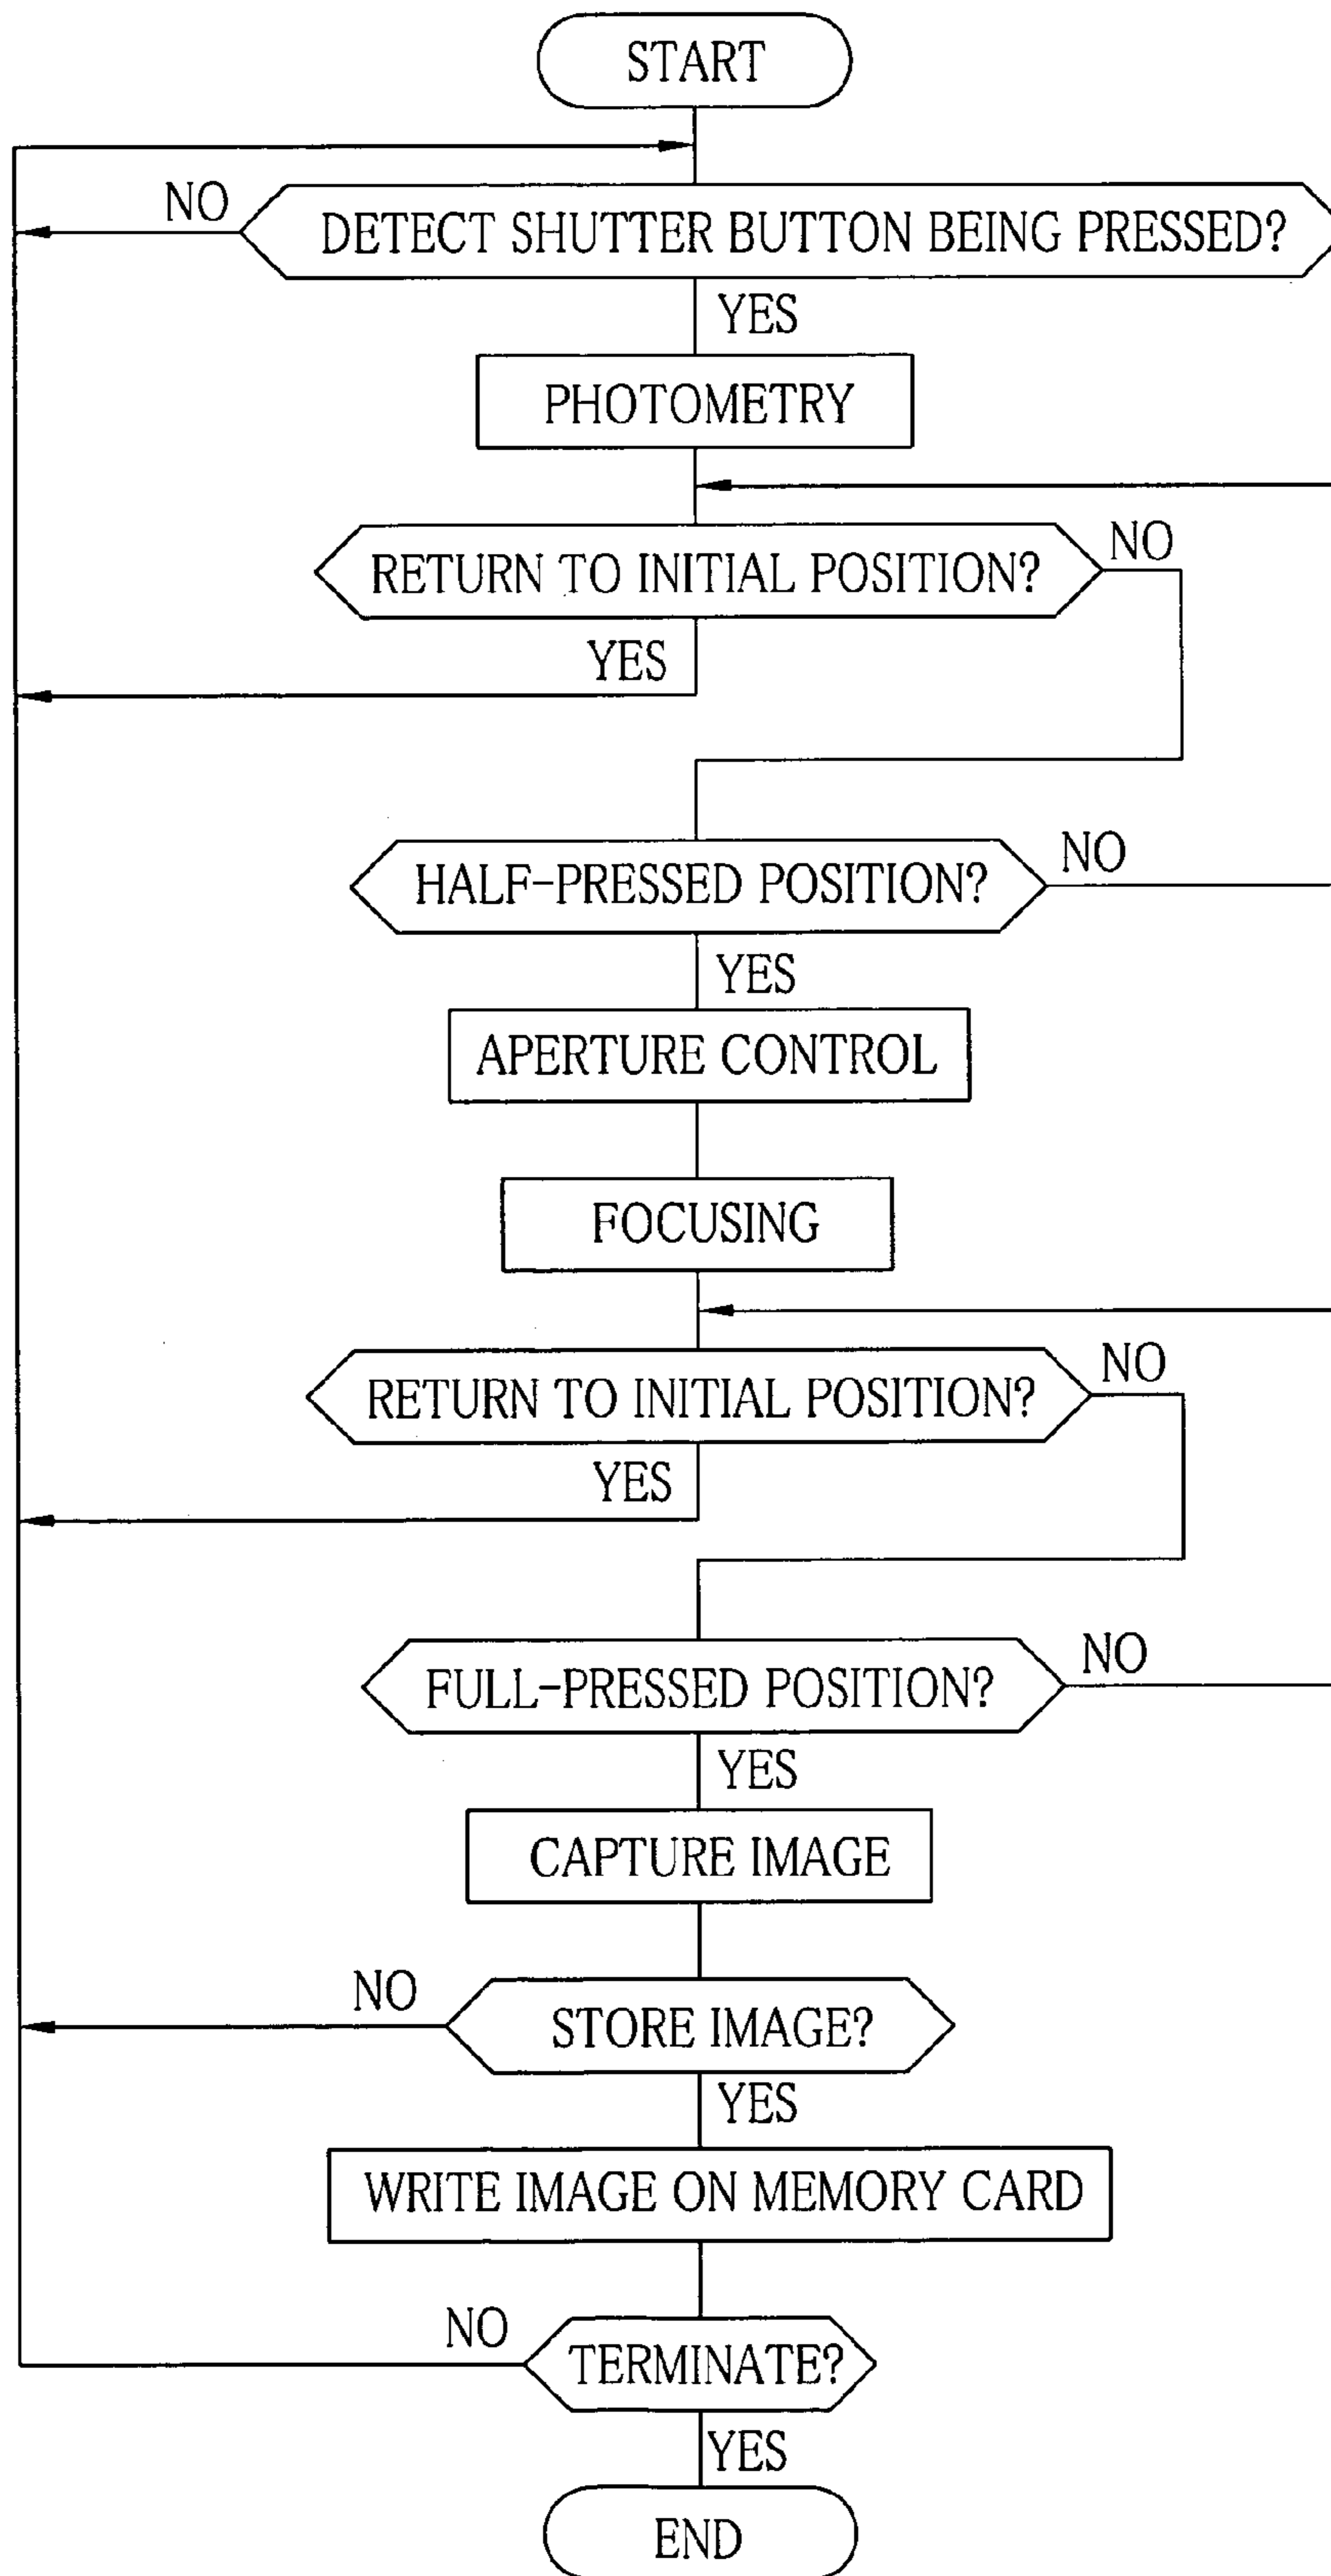 START
NO
DETECT SHUTTER BUTTON BEING PRESSED?
YES
PHOTOMETRY
NO
RETURN TO INITIAL POSITION?
YES
NO
HALF-PRESSED POSITION?
YES
APERTURE CONTROL
FOCUSING
NO
RETURN TO INITIAL POSITION?
YES
NO
FULL-PRESSED POSITION?
YES
CAPTURE IMAGE
NO
STORE IMAGE?
YES
WRITE IMAGE ON MEMORY CARD
NO
TERMINATE?
YES
END